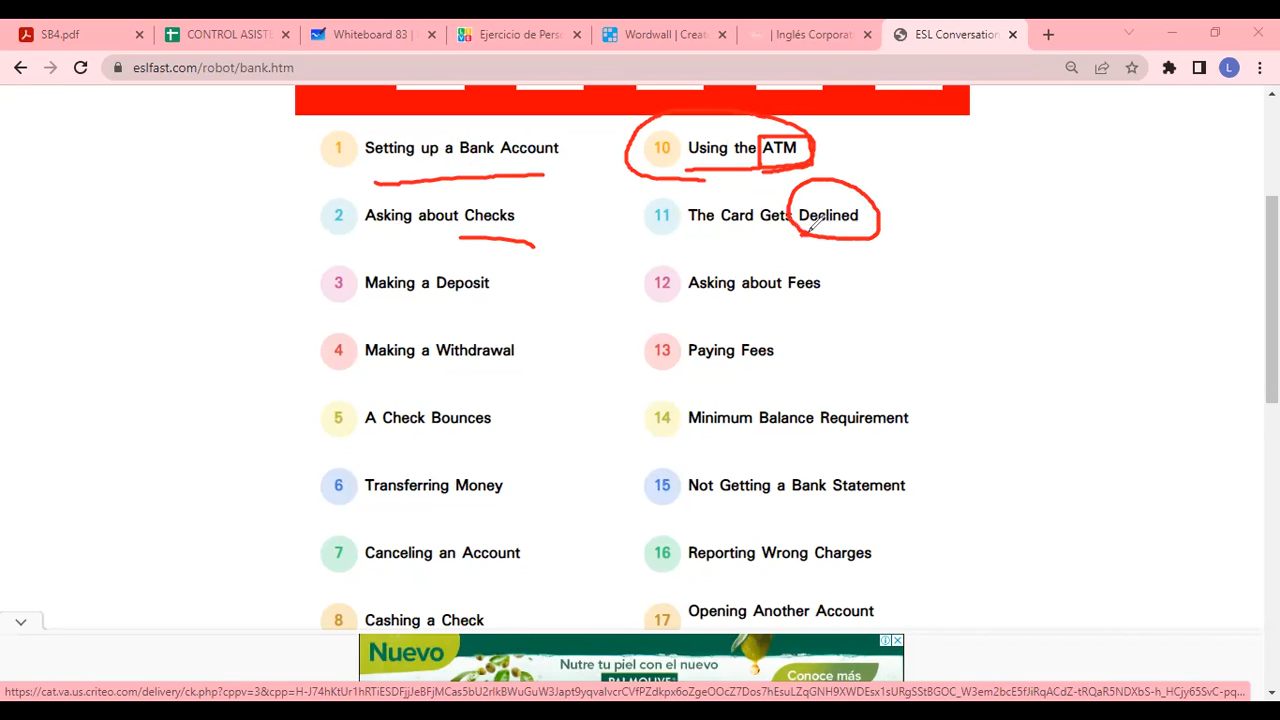 SB4.pdf
CONTROL ASISTE
Whiteboard 83 |
Ejercicio de Perso
Wordwall | Create
| Inglés Corporat
ESL Conversation
eslfast.com/robot/bank.htm
L
1 Setting up a Bank Account
2 Asking about Checks
3 Making a Deposit
4 Making a Withdrawal
5 A Check Bounces
6 Transferring Money
7 Canceling an Account
8 Cashing a Check
10 Using the ATM
11 The Card Gets Declined
12 Asking about Fees
13 Paying Fees
14 Minimum Balance Requirement
15 Not Getting a Bank Statement
16 Reporting Wrong Charges
17 Opening Another Account
Nuevo
Nutre tu piel con el nuevo
PALMOLIVE
Conoce más